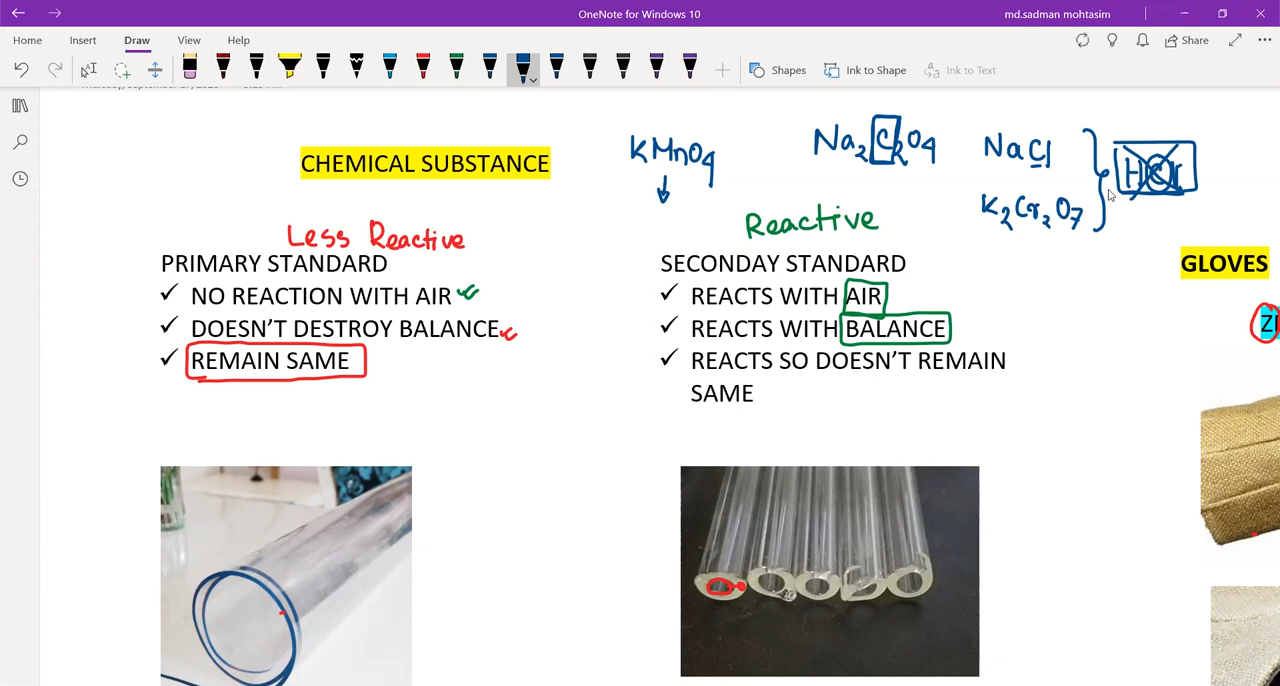 OneNote for Windows 10
md.sadman mohtasim
Home Insert Draw View Help
Share
Shapes
Ink to Shape
Ink to Text
CHEMICAL SUBSTANCE
KMnO4
Na2C2O4
NaCl
K2Cr2O7
Less Reactive
Reactive
PRIMARY STANDARD
✓ NO REACTION WITH AIR
✓ DOESN'T DESTROY BALANCE
✓ REMAIN SAME
SECONDAY STANDARD
✓ REACTS WITH AIR
✓ REACTS WITH BALANCE
✓ REACTS SO DOESN'T REMAIN
SAME
GLOVES